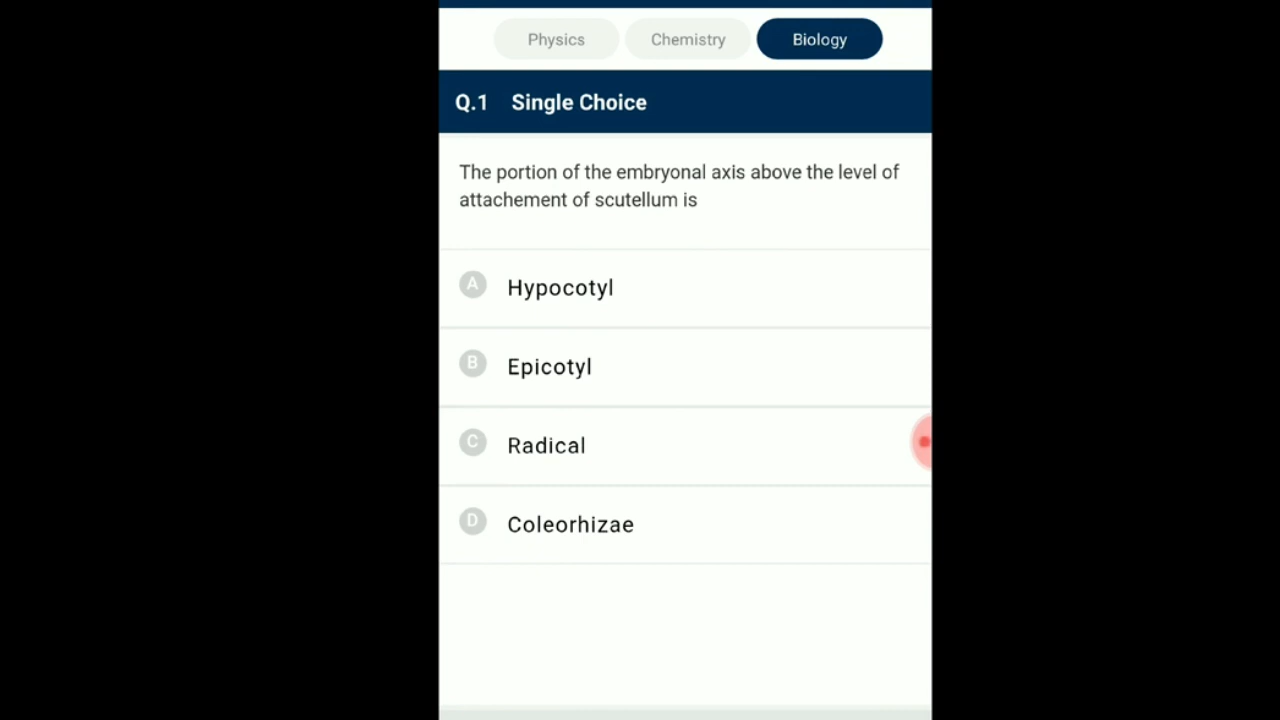 Physics Chemistry Biology
Q.1 Single Choice
The portion of the embryonal axis above the level of
attachement of scutellum is
A Hypocotyl
B Epicotyl
C Radical
D Coleorhizae